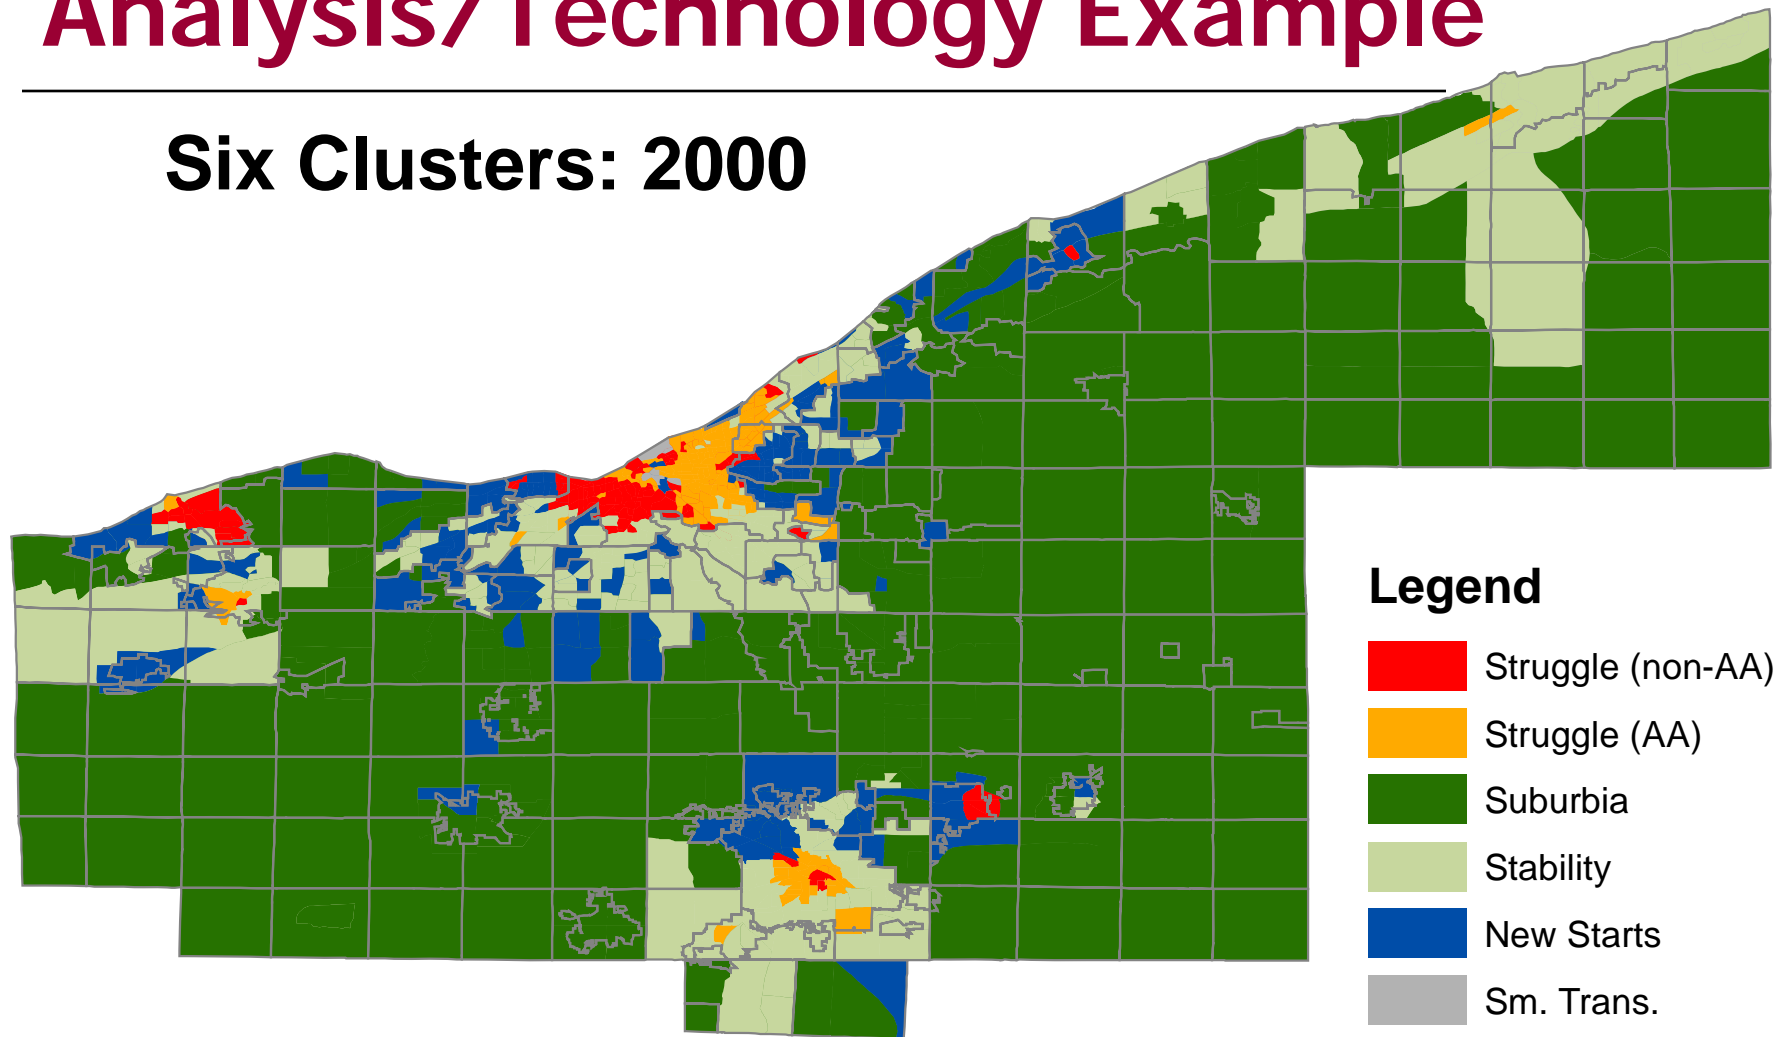 Analysis/Technology Example
Six Clusters: 2000
Legend
Struggle (non-AA)
Struggle (AA)
Suburbia
Stability
New Starts
Sm. Trans.